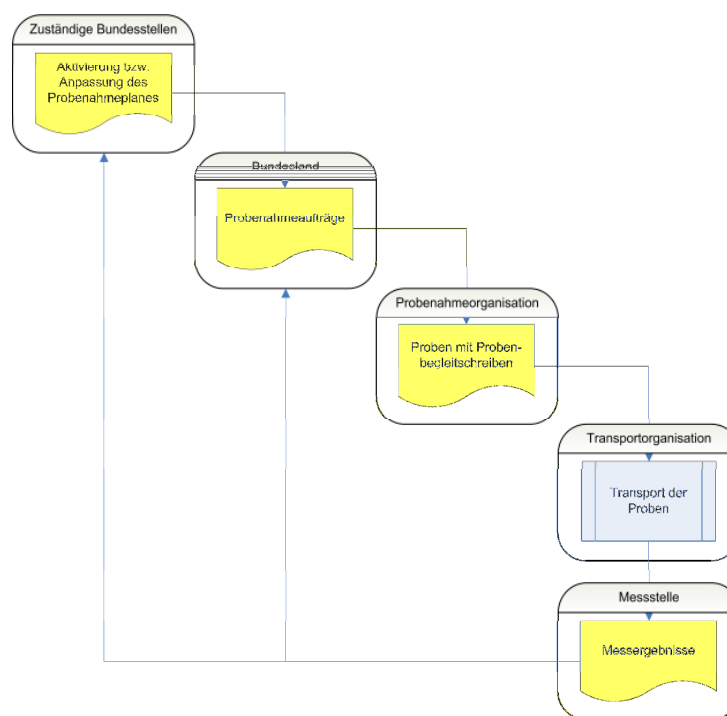 Zuständige Bundesstellen
Aktivierung bzw.
Anpassung des
Probenahmeplanes
Bundesland
Probenahmeaufträge
Probenahmeorganisation
Proben mit Proben-
begleitschreiben
Transportorganisation
Transport der
Proben
Messstelle
Messergebnisse